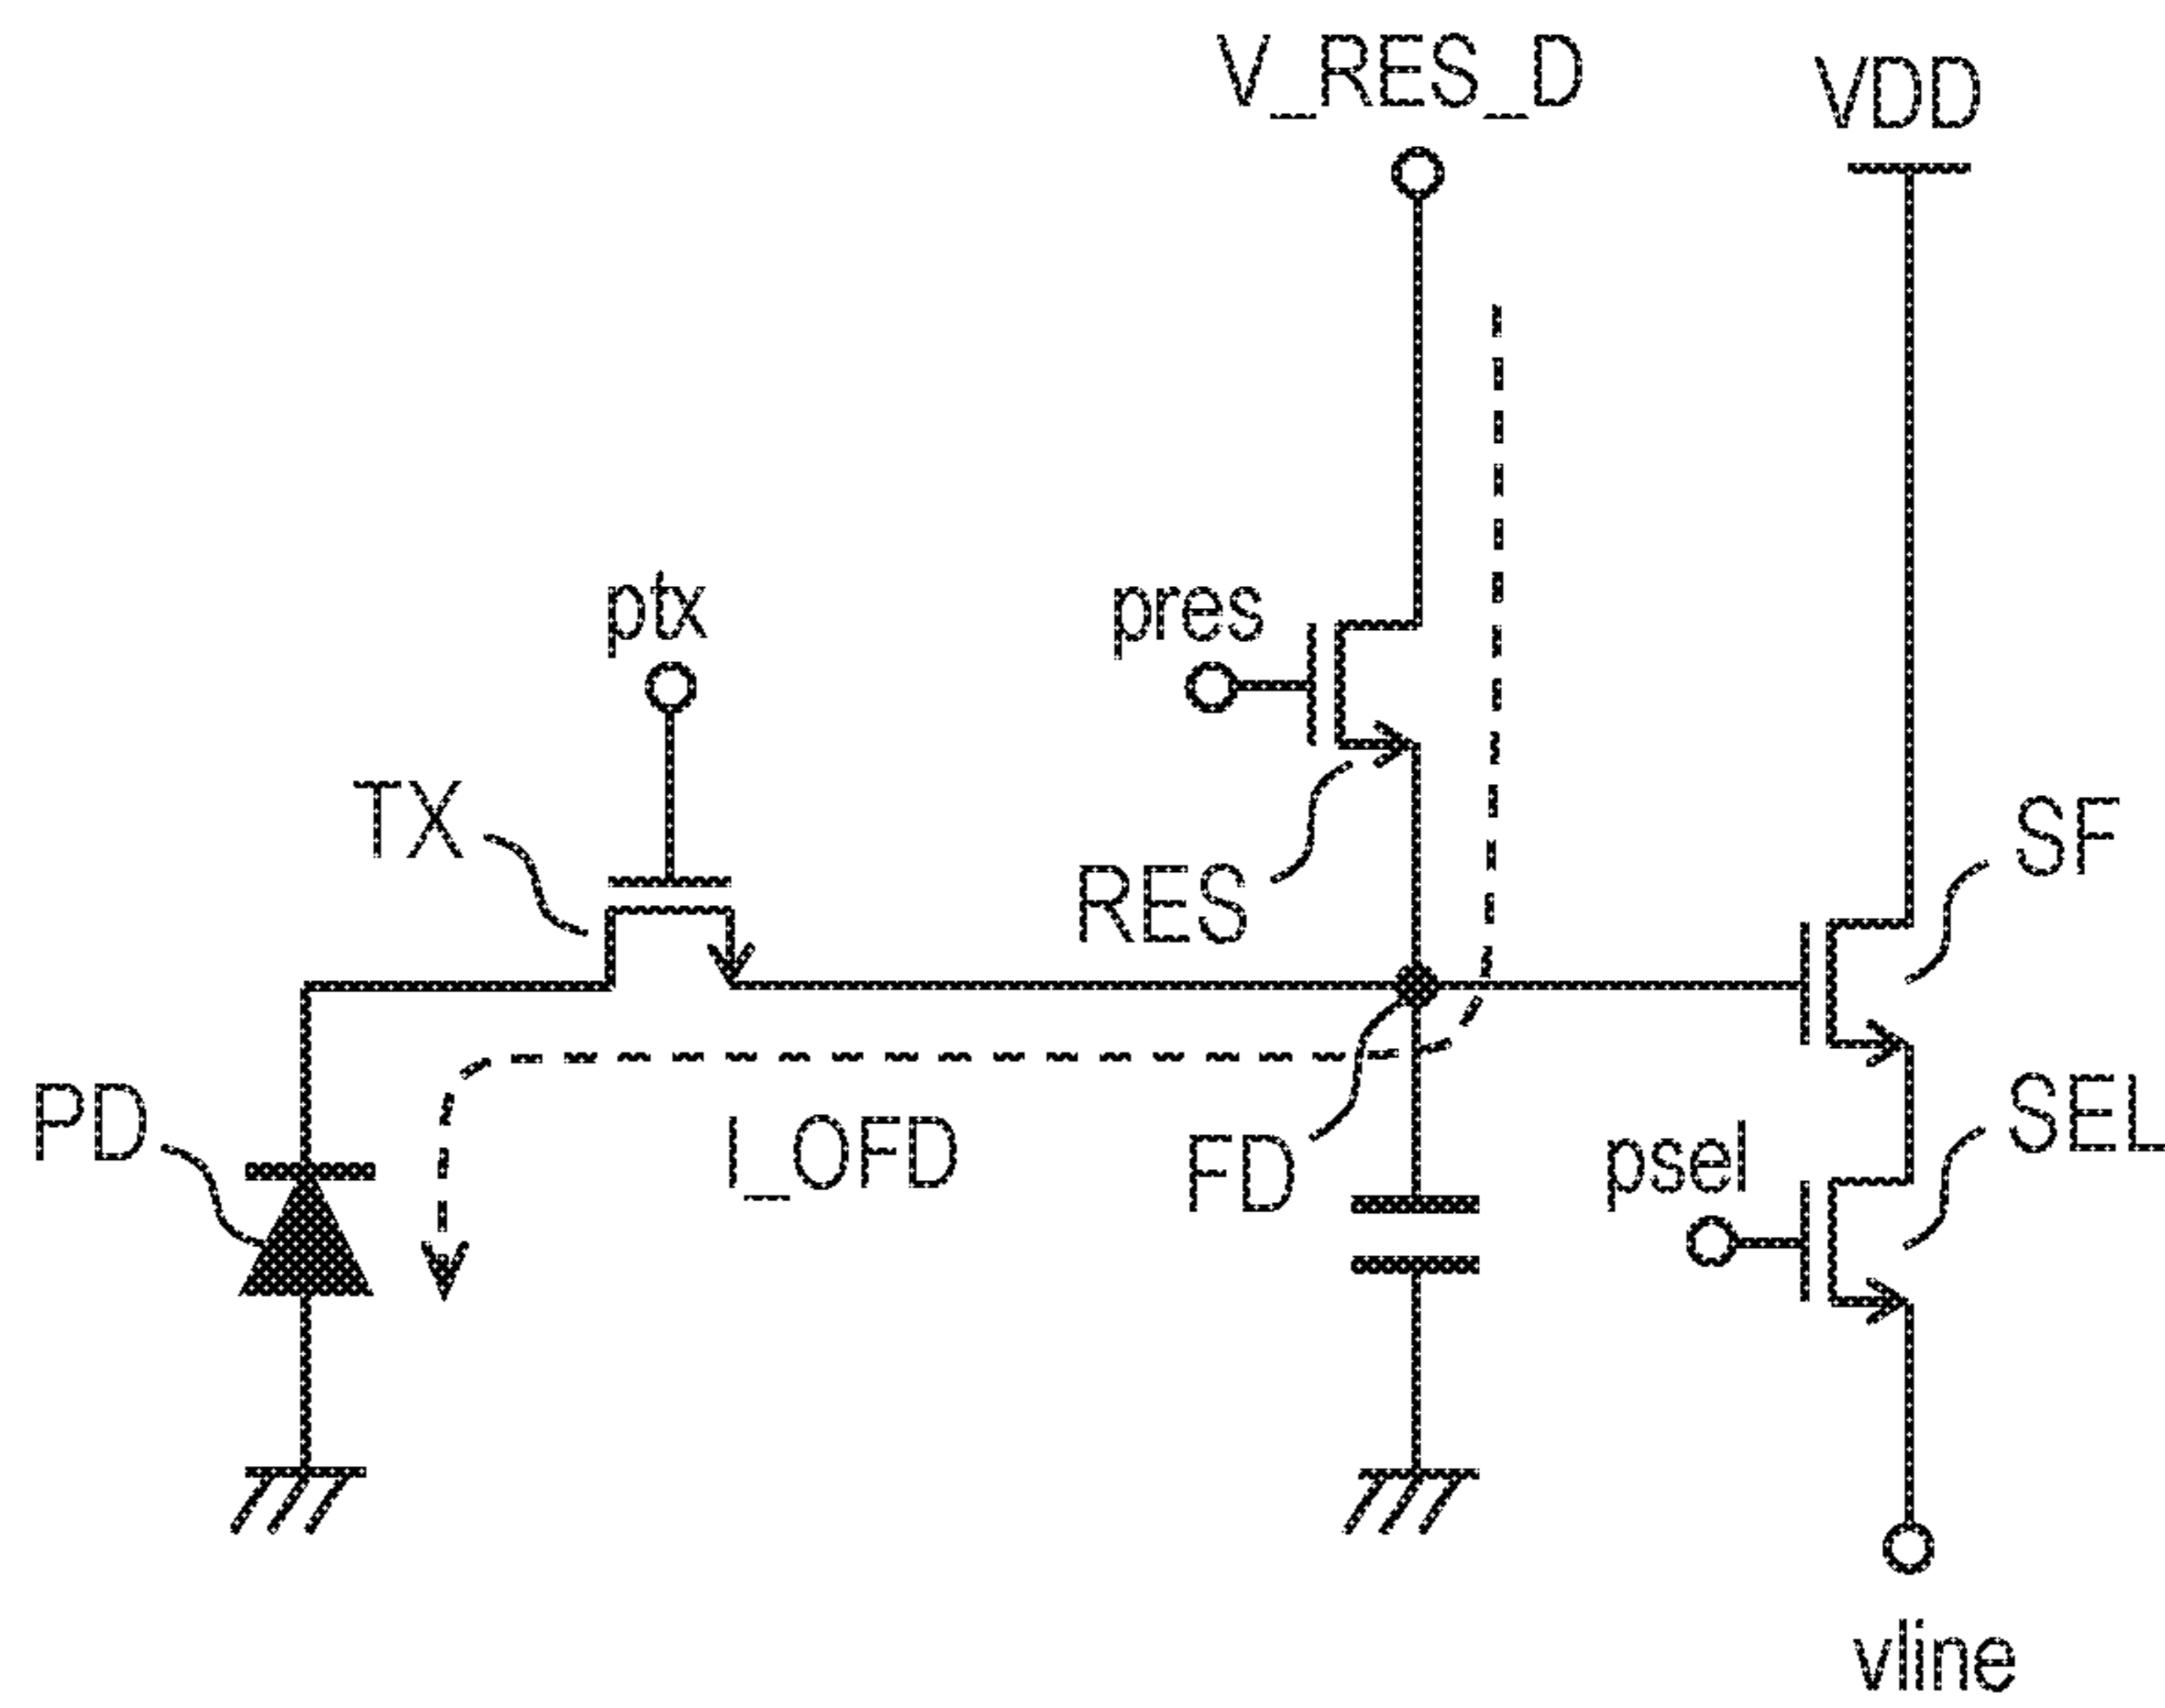 V_RES_D
VDD
ptx
pres
TX
RES
SF
PD
I_OFD
FD
psel
SEL
vline